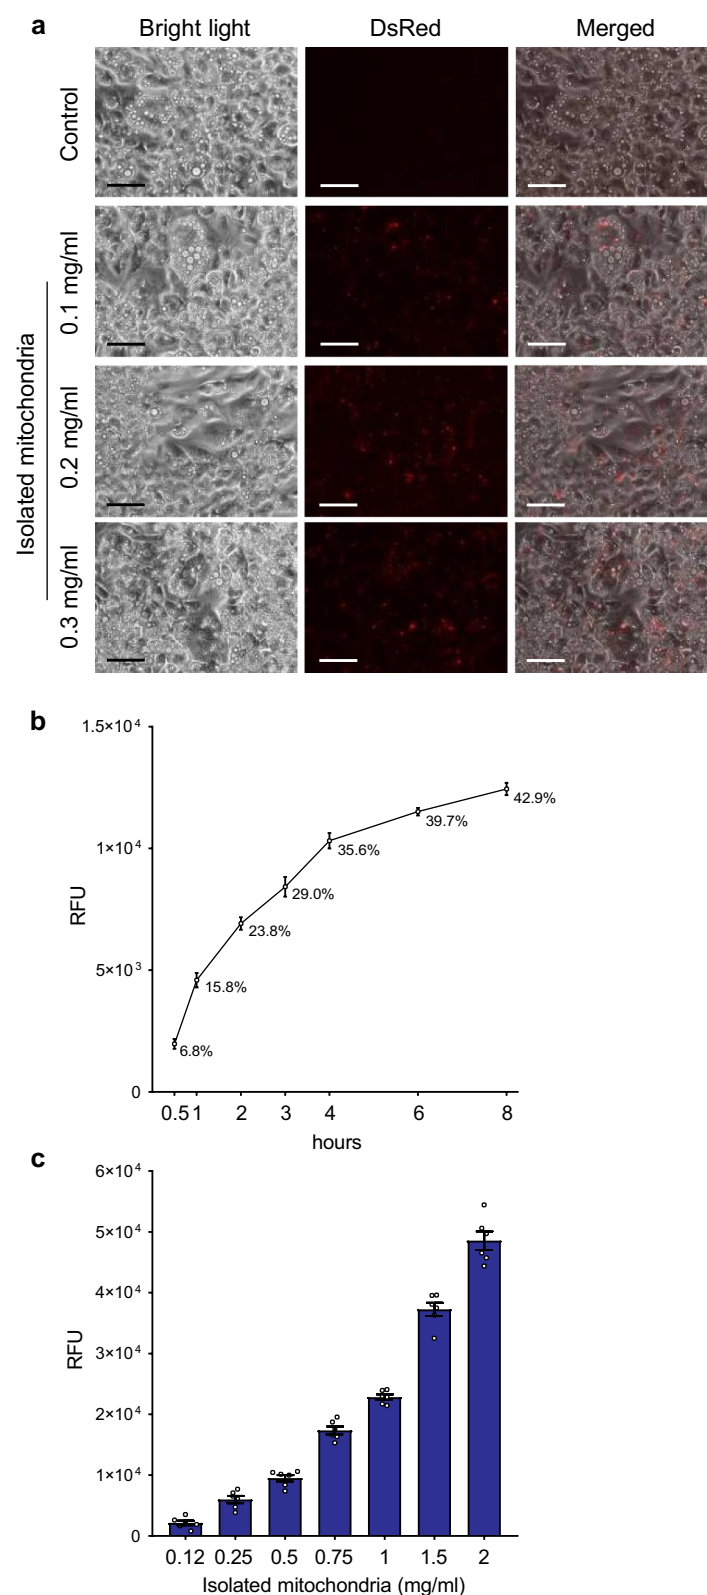 a
Bright light DsRed Merged
Control
Isolated mitochondria
0.1 mg/ml
0.2 mg/ml
0.3 mg/ml
b
1.5×10⁴
1×10⁴
5×10³
0
RFU
6.8%
15.8%
23.8%
29.0%
35.6%
39.7%
42.9%
0.5 1 2 3 4 6 8
hours
c
6×10⁴
5×10⁴
4×10⁴
3×10⁴
2×10⁴
1×10⁴
0
RFU
0.12 0.25 0.5 0.75 1 1.5 2
Isolated mitochondria (mg/ml)